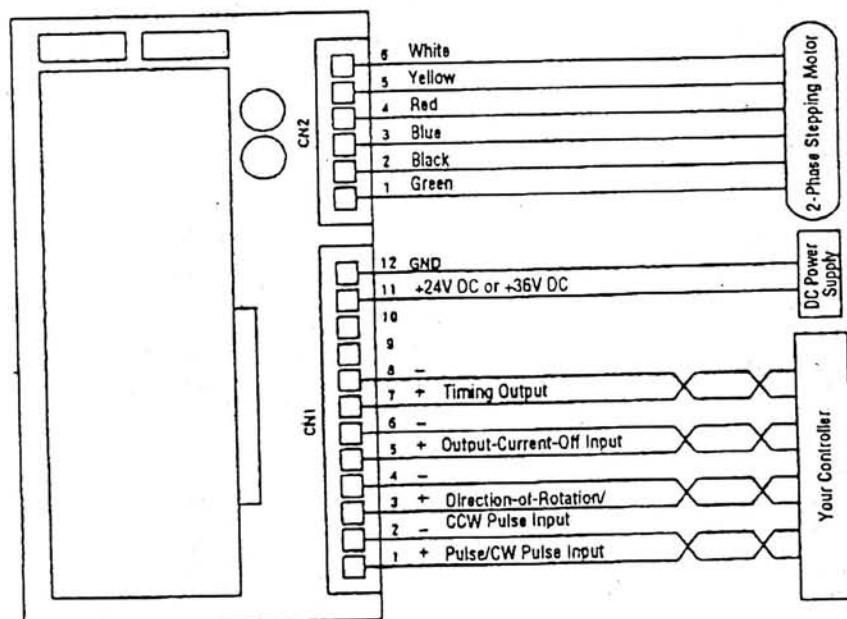 CN2
6 White
5 Yellow
4 Red
3 Blue
2 Black
1 Green
2-Phase Stepping Motor
CN1
12 GND
11 +24V DC or +36V DC
10
9
8 −
7 + Timing Output
6 −
5 + Output-Current-Off Input
4 −
3 + Direction-of-Rotation/
CCW Pulse Input
2 −
1 + Pulse/CW Pulse Input
DC Power
Supply
Your Controller